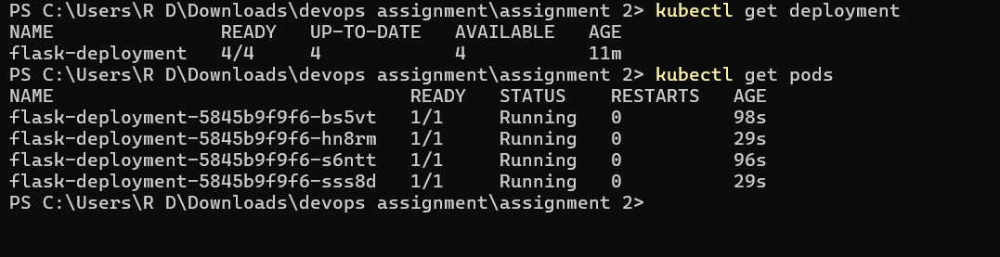 PS C:\Users\R D\Downloads\devops assignment\assignment 2> kubectl get deployment
NAME               READY   UP-TO-DATE   AVAILABLE   AGE
flask-deployment   4/4     4            4           11m
PS C:\Users\R D\Downloads\devops assignment\assignment 2> kubectl get pods
NAME                                READY   STATUS    RESTARTS   AGE
flask-deployment-5845b9f9f6-bs5vt   1/1     Running   0          98s
flask-deployment-5845b9f9f6-hn8rm   1/1     Running   0          29s
flask-deployment-5845b9f9f6-s6ntt   1/1     Running   0          96s
flask-deployment-5845b9f9f6-sss8d   1/1     Running   0          29s
PS C:\Users\R D\Downloads\devops assignment\assignment 2>